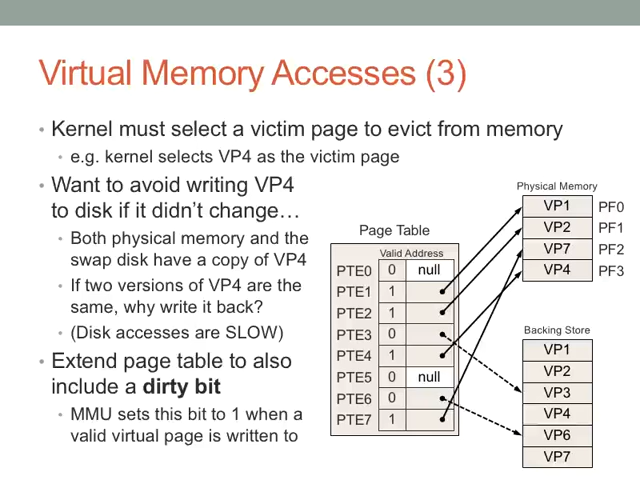 Virtual Memory Accesses (3)
• Kernel must select a victim page to evict from memory
• e.g. kernel selects VP4 as the victim page
• Want to avoid writing VP4
to disk if it didn't change…
• Both physical memory and the
swap disk have a copy of VP4
• If two versions of VP4 are the
same, why write it back?
• (Disk accesses are SLOW)
• Extend page table to also
include a dirty bit
• MMU sets this bit to 1 when a
valid virtual page is written to
Page Table
Valid Address
PTE0 0 null
PTE1 1
PTE2 1
PTE3 0
PTE4 1
PTE5 0 null
PTE6 0
PTE7 1
Physical Memory
VP1 PF0
VP2 PF1
VP7 PF2
VP4 PF3
Backing Store
VP1
VP2
VP3
VP4
VP6
VP7